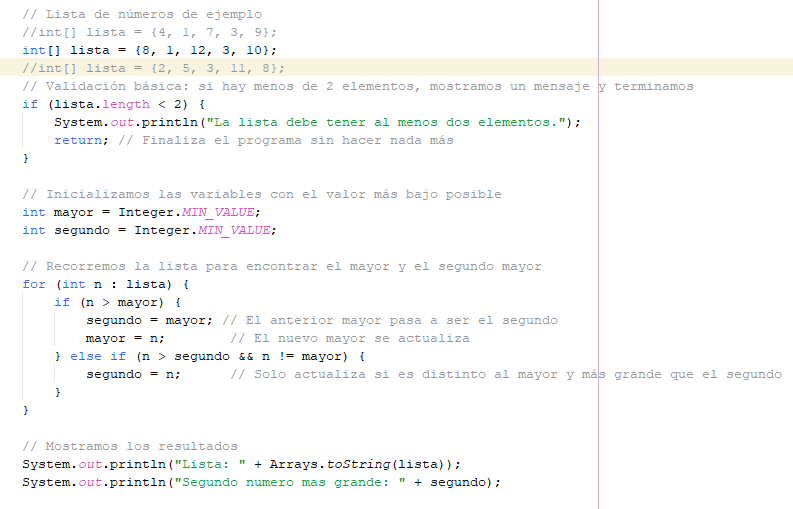 // Lista de números de ejemplo
//int[] lista = {4, 1, 7, 3, 9};
int[] lista = {8, 1, 12, 3, 10};
//int[] lista = {2, 5, 3, 11, 8};
// Validación básica: si hay menos de 2 elementos, mostramos un mensaje y terminamos
if (lista.length < 2) {
    System.out.println("La lista debe tener al menos dos elementos.");
    return; // Finaliza el programa sin hacer nada más
}

// Inicializamos las variables con el valor más bajo posible
int mayor = Integer.MIN_VALUE;
int segundo = Integer.MIN_VALUE;

// Recorremos la lista para encontrar el mayor y el segundo mayor
for (int n : lista) {
    if (n > mayor) {
        segundo = mayor; // El anterior mayor pasa a ser el segundo
        mayor = n;        // El nuevo mayor se actualiza
    } else if (n > segundo && n != mayor) {
        segundo = n;      // Solo actualiza si es distinto al mayor y más grande que el segundo
    }
}

// Mostramos los resultados
System.out.println("Lista: " + Arrays.toString(lista));
System.out.println("Segundo numero mas grande: " + segundo);